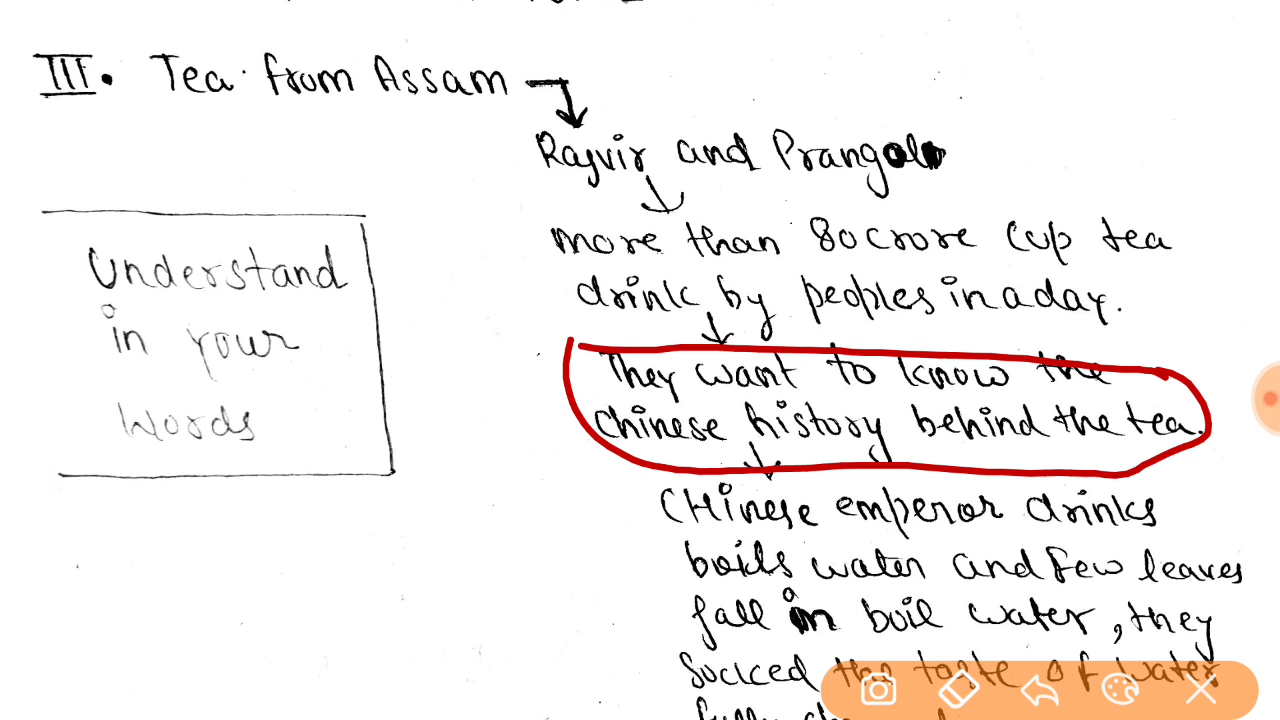 III. Tea from Assam
Rajvir and Prangol
more than 80 crore cup tea
drink by peoples in a day.
Understand
in your
words
They want to know the
chinese history behind the tea.
CHinese emperor drinks
boils water and few leaves
fall in boil water, they
the taste of water